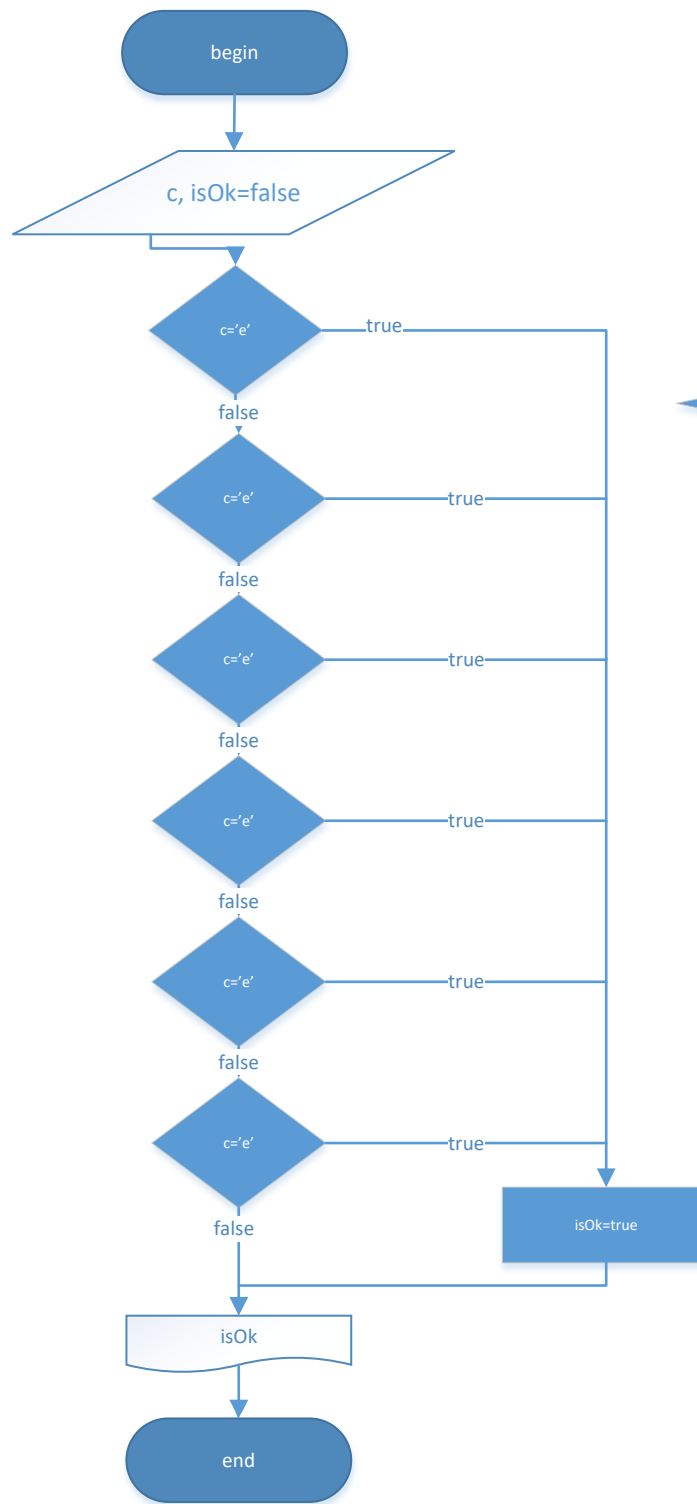 begin
c, isOk=false
c=’e’
true
false
c=’e’
true
false
c=’e’
true
false
c=’e’
true
false
c=’e’
true
false
c=’e’
true
false
isOk=true
isOk
end